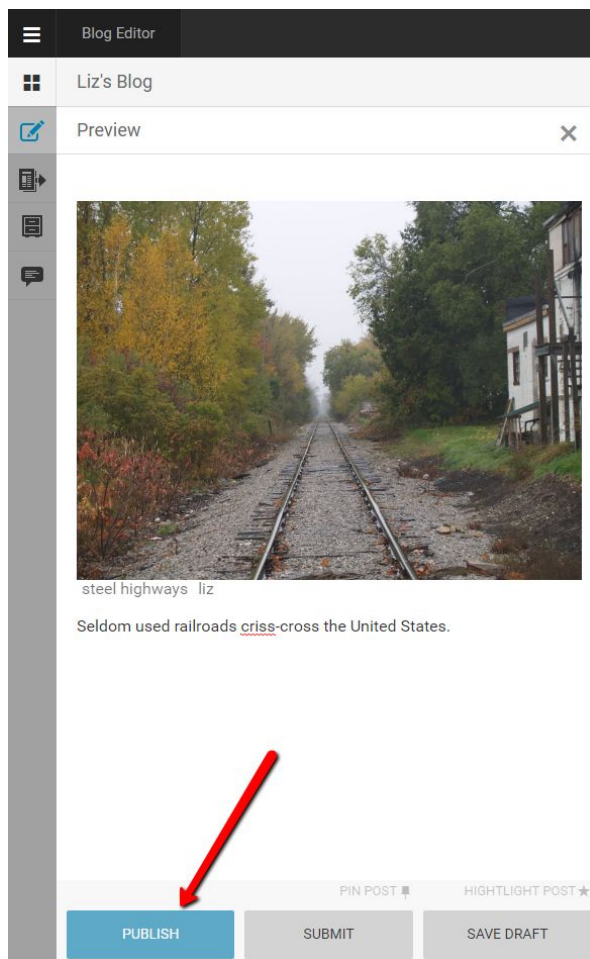 Blog Editor
Liz's Blog
Preview
steel highways liz
Seldom used railroads criss-cross the United States.
PIN POST HIGHTLIGHT POST
PUBLISH SUBMIT SAVE DRAFT